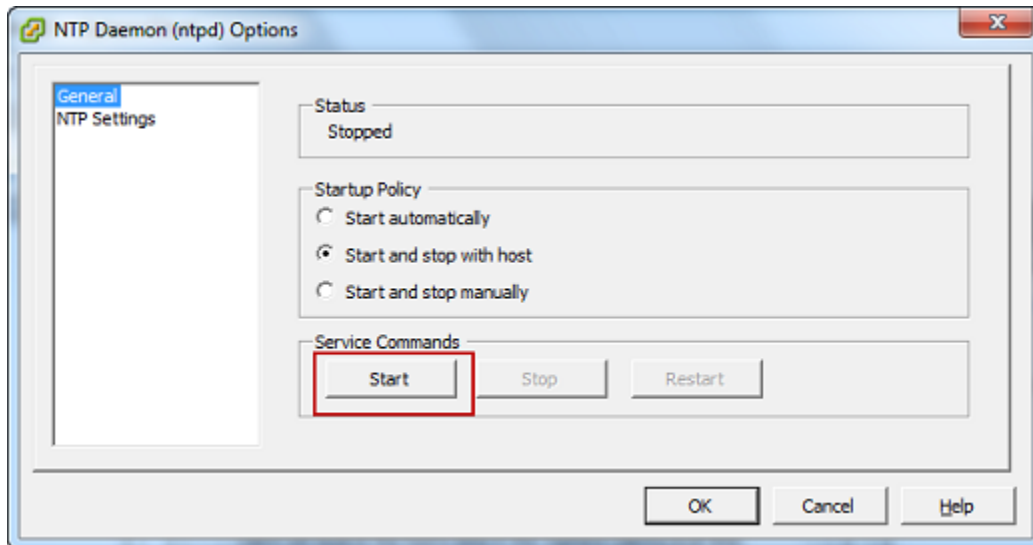 NTP Daemon (ntpd) Options
General
NTP Settings
Status
Stopped
Startup Policy
Start automatically
Start and stop with host
Start and stop manually
Service Commands
Start Stop Restart
OK Cancel Help